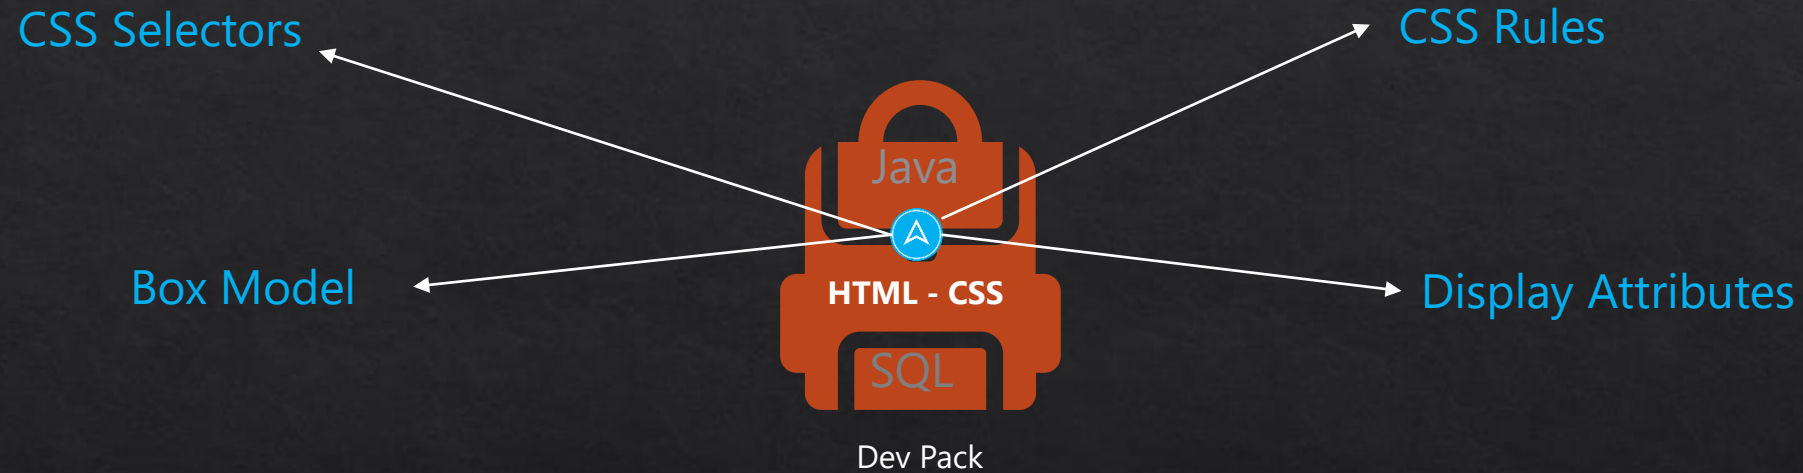 CSS Selectors
CSS Rules
Java
Box Model
HTML - CSS
Display Attributes
SQL
Dev Pack